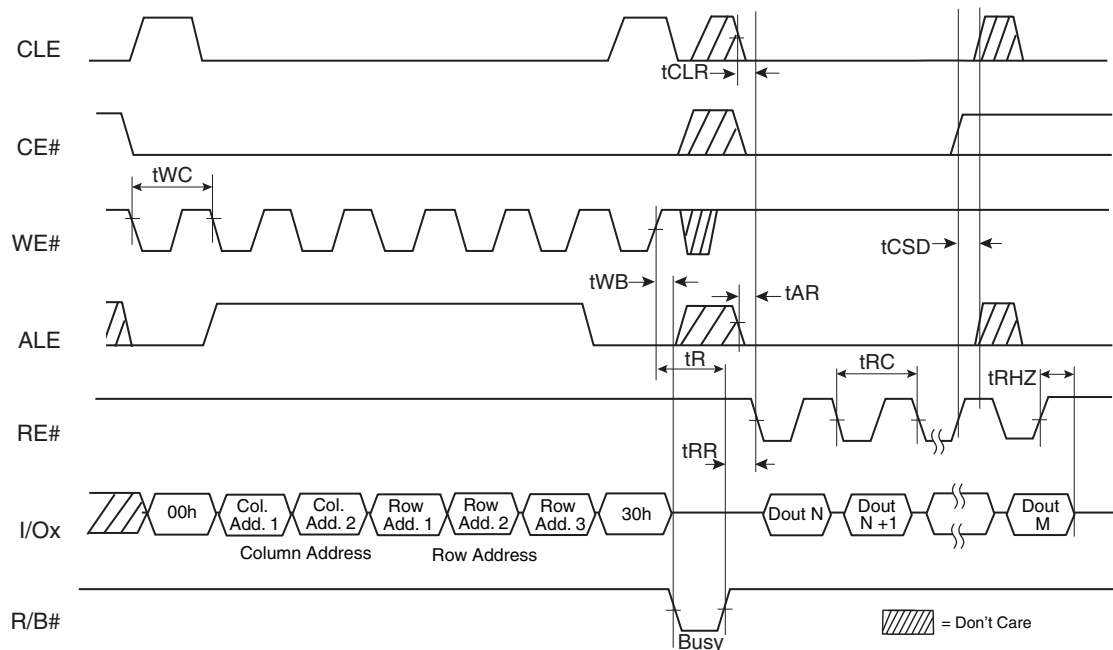 CLE
tCLR
CE#
tWC
WE#
tCSD
tWB
tAR
ALE
tR
tRC
tRHZ
RE#
tRR
I/Ox
00h
Col.
Add. 1
Col.
Add. 2
Row
Add. 1
Row
Add. 2
Row
Add. 3
30h
Dout N
Dout
N +1
Dout
M
Column Address
Row Address
R/B#
Busy
= Don't Care